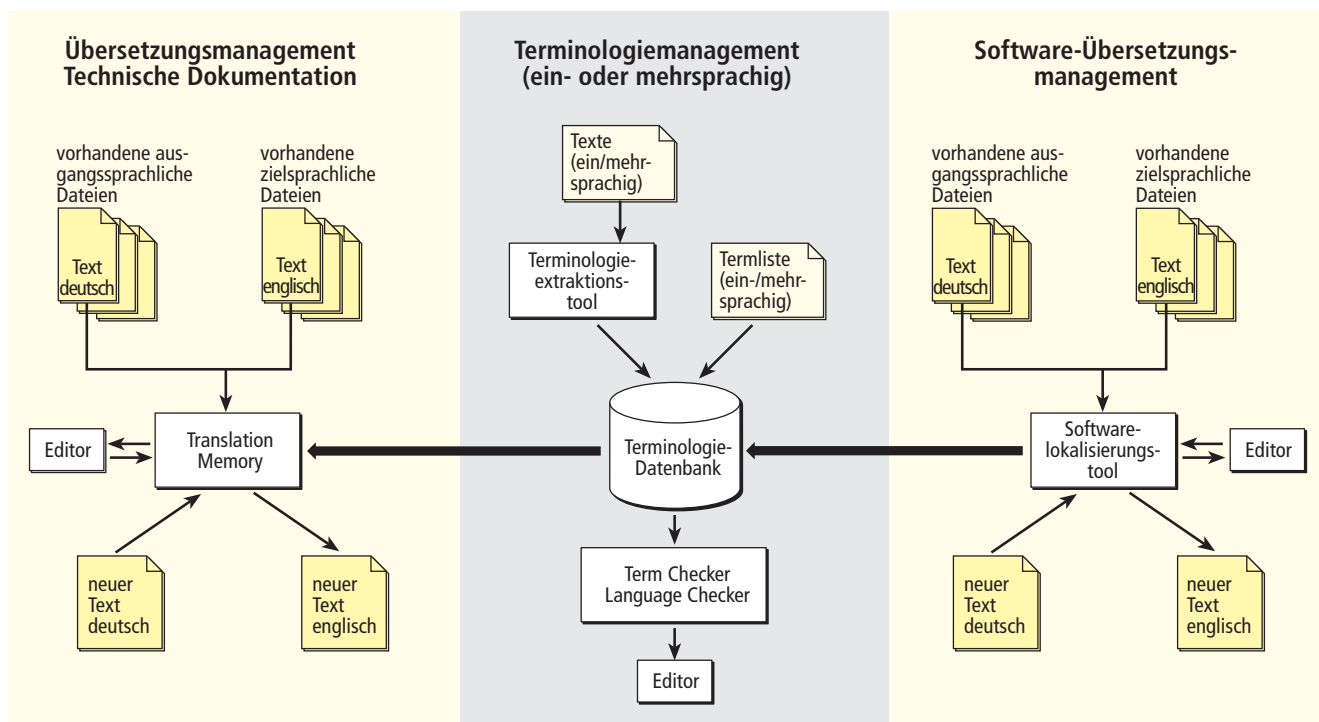 Übersetzungsmanagement
Technische Dokumentation
vorhandene aus-
gangssprachliche
Dateien
vorhandene
zielsprachliche
Dateien
Text
deutsch
Text
englisch
Editor
Translation
Memory
neuer
Text
deutsch
neuer
Text
englisch
Terminologiemanagement
(ein- oder mehrsprachig)
Texte
(ein/mehr-
sprachig)
Terminologie-
extraktions-
tool
Termliste
(ein-/mehr-
sprachig)
Terminologie-
Datenbank
Term Checker
Language Checker
Editor
Software-Übersetzungs-
management
vorhandene aus-
gangssprachliche
Dateien
vorhandene
zielsprachliche
Dateien
Text
deutsch
Text
englisch
Software-
lokalisierungs-
tool
Editor
neuer
Text
deutsch
neuer
Text
englisch